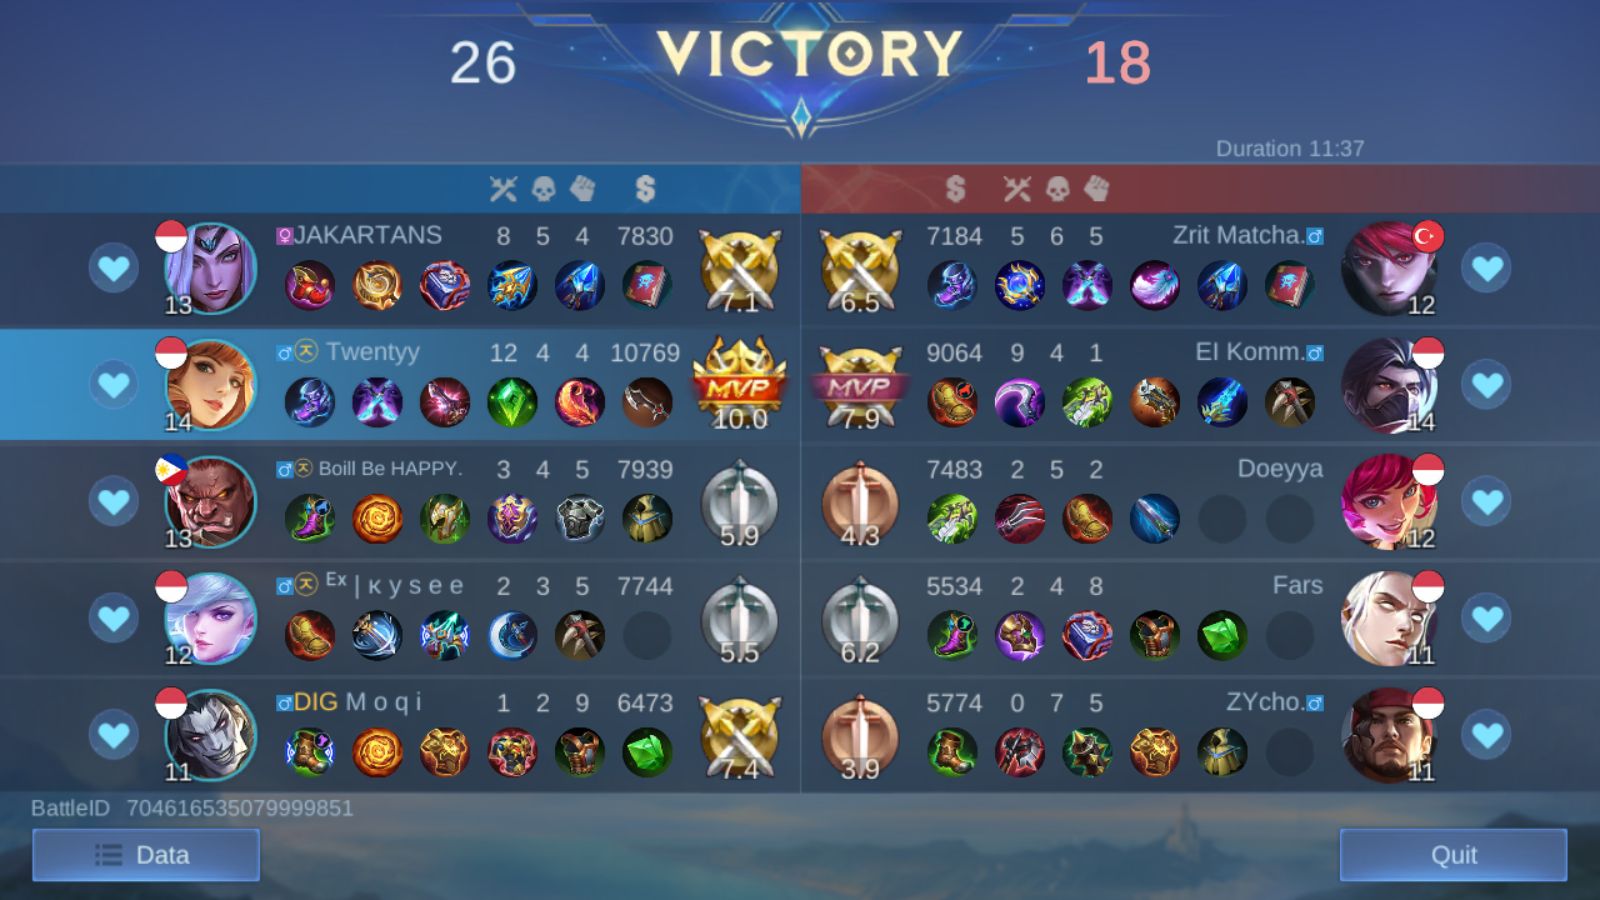 26 VICTORY 18
Duration 11:37
JAKARTANS 8 5 4 7830 7.1 13
6.5 7184 5 6 5 Zrit Matcha. 12
Twentyy 12 4 4 10769 MVP 10.0 14
MVP 7.9 9064 9 4 1 EI Komm. 14
Boill Be HAPPY. 3 4 5 7939 5.9 13
4.3 7483 2 5 2 Doeyya 12
Ex | κ y s e e 2 3 5 7744 5.5 12
6.2 5534 2 4 8 Fars 11
DIG M o q i 1 2 9 6473 7.4 11
3.9 5774 0 7 5 ZYcho. 11
BattleID 704616535079999851
Data Quit